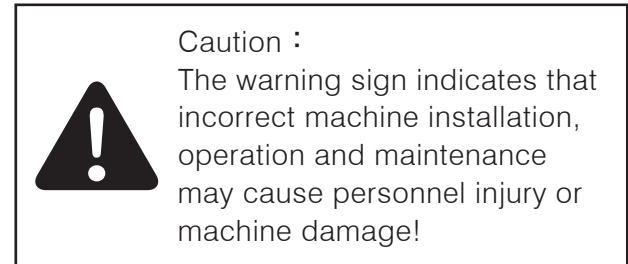 Caution：
The warning sign indicates that
incorrect machine installation,
operation and maintenance
may cause personnel injury or
machine damage!